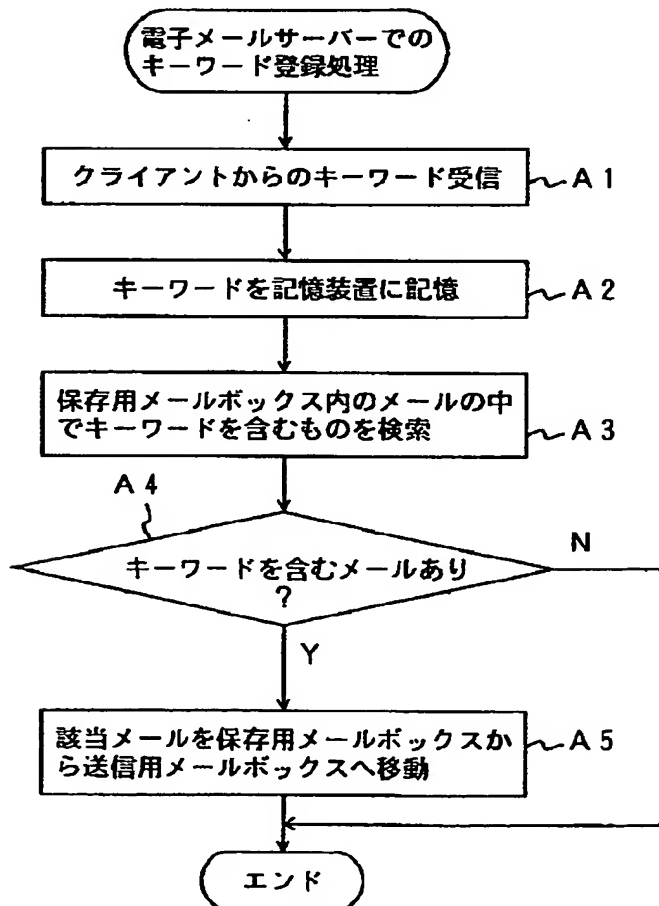 電子メールサーバーでの
キーワード登録処理
クライアントからのキーワード受信
A1
キーワードを記憶装置に記憶
A2
保存用メールボックス内のメールの中
でキーワードを含むものを検索
A3
A4
キーワードを含むメールあり
?
N
Y
該当メールを保存用メールボックスか
ら送信用メールボックスへ移動
A5
エンド